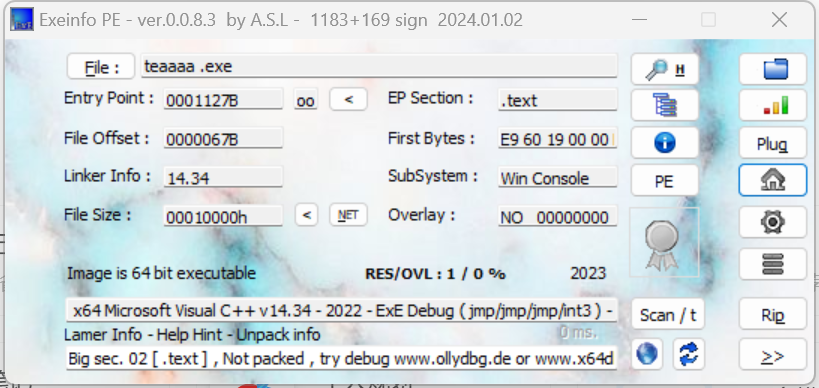 Exeinfo PE - ver.0.0.8.3 by A.S.L - 1183+169 sign 2024.01.02
File : teaaaa .exe H
Entry Point : 0001127B oo < EP Section : .text
File Offset : 0000067B First Bytes : E9 60 19 00 00 Plug
Linker Info : 14.34 SubSystem : Win Console PE
File Size : 00010000h < NET Overlay : NO 00000000
Image is 64 bit executable RES/OVL : 1 / 0 % 2023
x64 Microsoft Visual C++ v14.34 - 2022 - ExE Debug ( jmp/jmp/jmp/int3 ) - Scan / t Rip
Lamer Info - Help Hint - Unpack info 0 ms.
Big sec. 02 [ .text ] , Not packed , try debug www.ollydbg.de or www.x64d >>